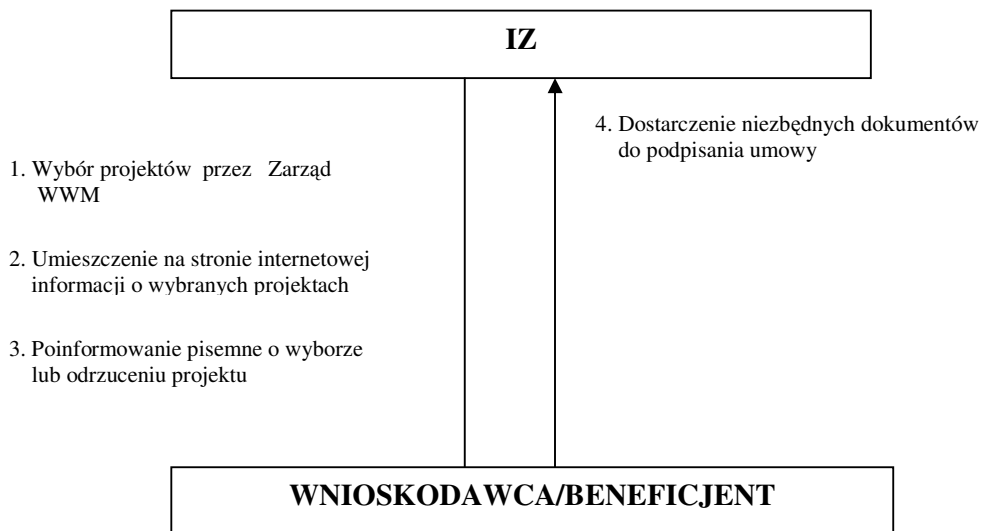 IZ
1. Wybór projektów przez Zarząd
WWM
2. Umieszczenie na stronie internetowej
informacji o wybranych projektach
3. Poinformowanie pisemne o wyborze
lub odrzuceniu projektu
4. Dostarczenie niezbędnych dokumentów
do podpisania umowy
WNIOSKODAWCA/BENEFICJENT